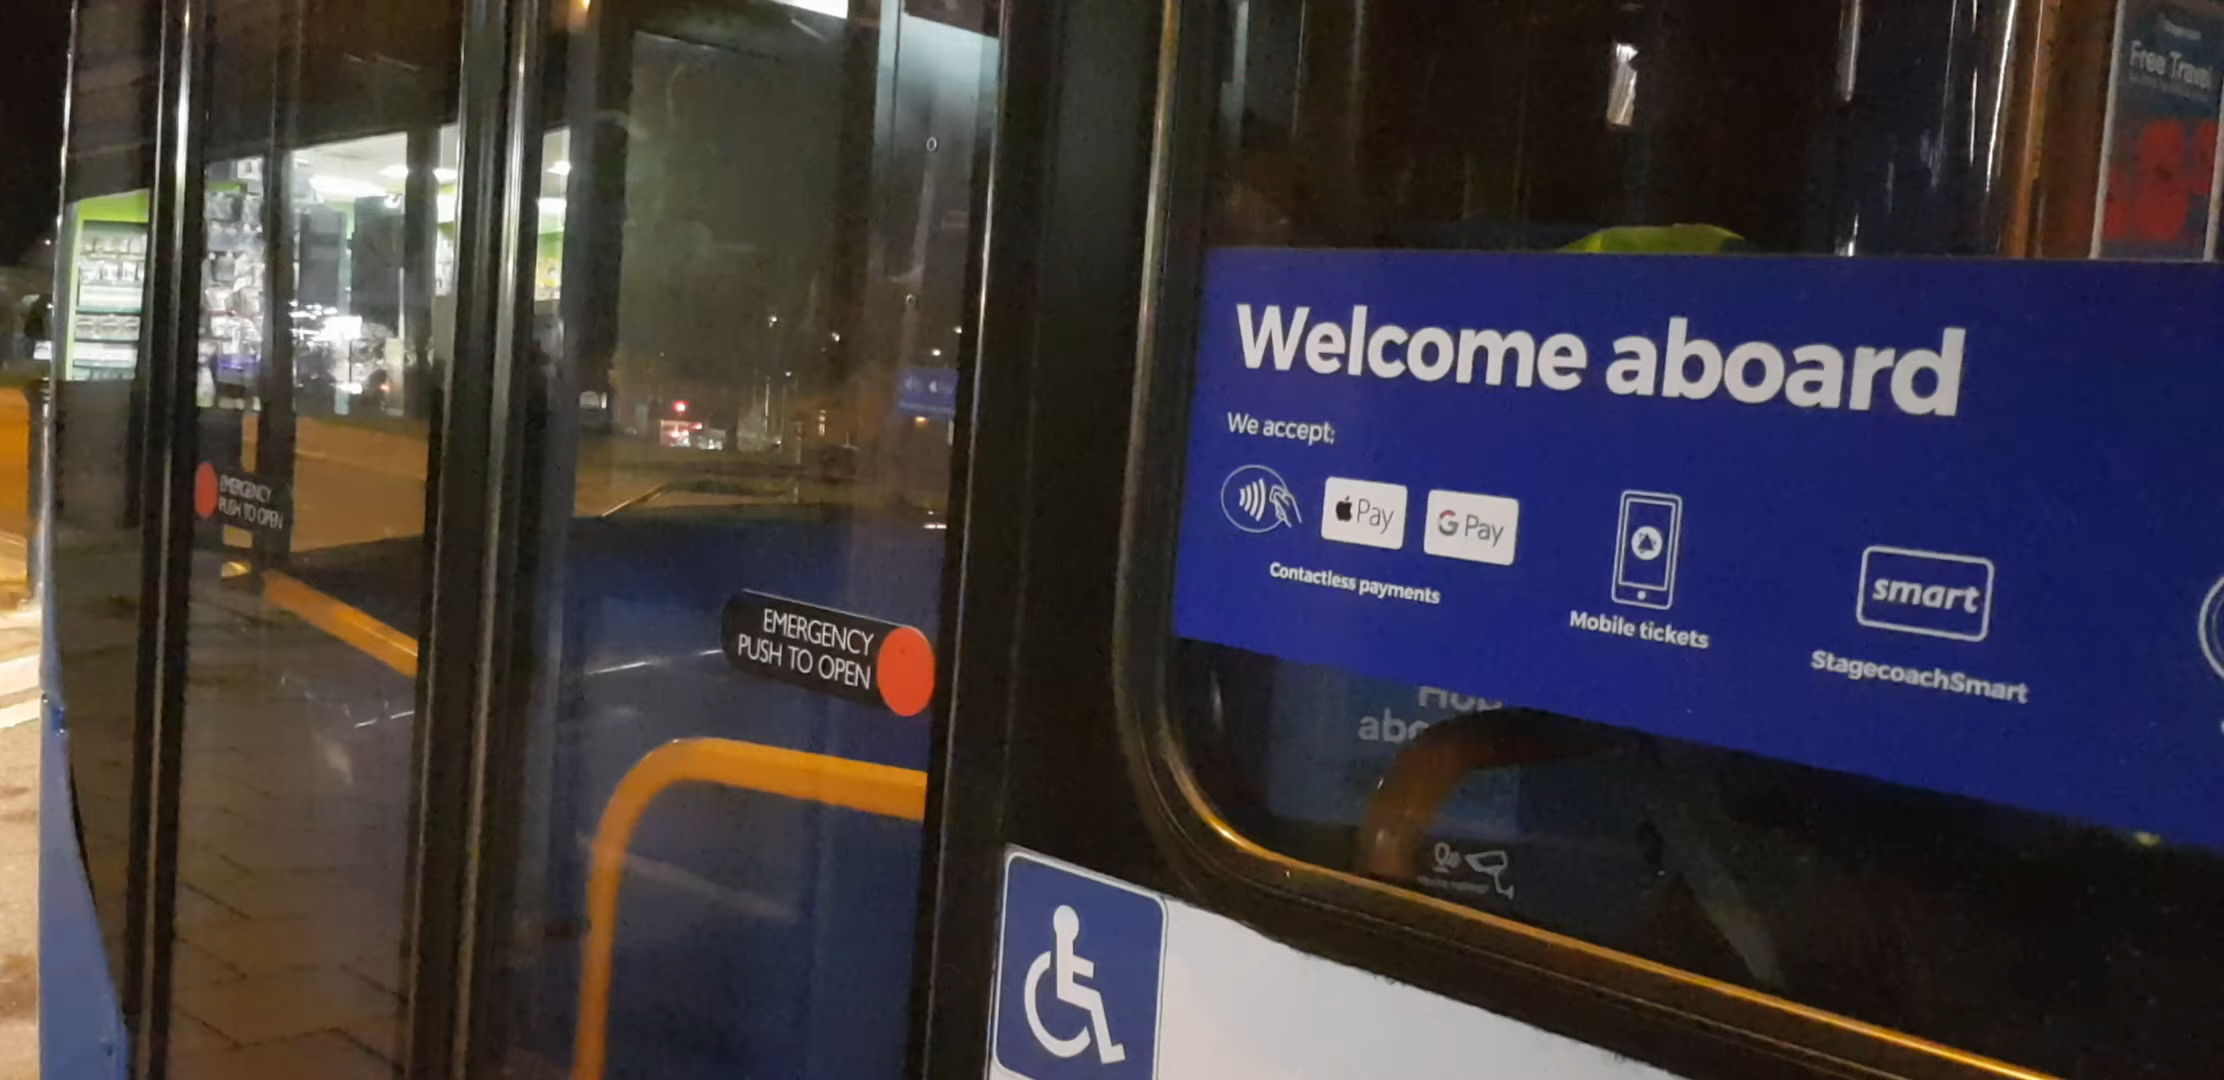 Free Travel
EMERGENCY
PUSH TO OPEN
EMERGENCY
PUSH TO OPEN
Welcome aboard
We accept:
Pay
G Pay
Contactless payments
Mobile tickets
smart
StagecoachSmart